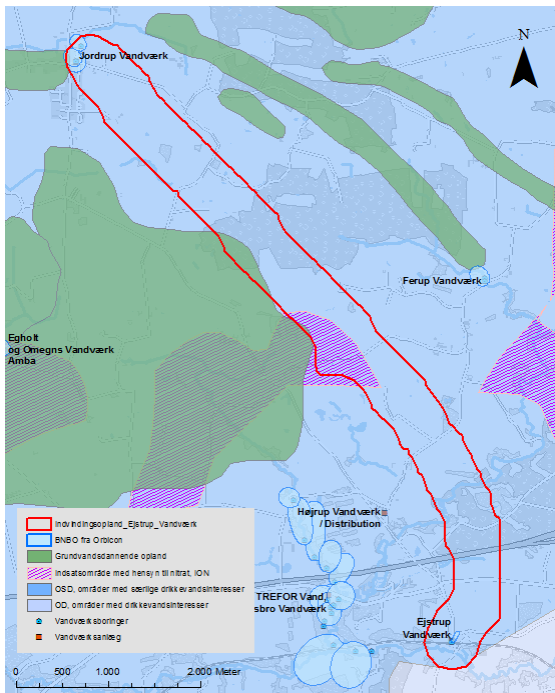 N
Jordrup Vandværk
Ferup Vandværk
Egholt
og Omegns Vandværk
Amba
Højrup Vandværk
/ Distribution
TREFOR Vand
sbro Vandværk
Ejstrup
Vandværk
Indvindingsopland_Ejstrup_Vandværk
BNBO fra Orbicon
Grundvandsdannende opland
Indsatsområde med hensyn til nitrat, ION
OSD, områder med særlige drikkevandsinteresser
OD, områder med drikkevandsinteresser
Vandværksboringer
Vandværksanlæg
0 500 1.000 2.000 Meter